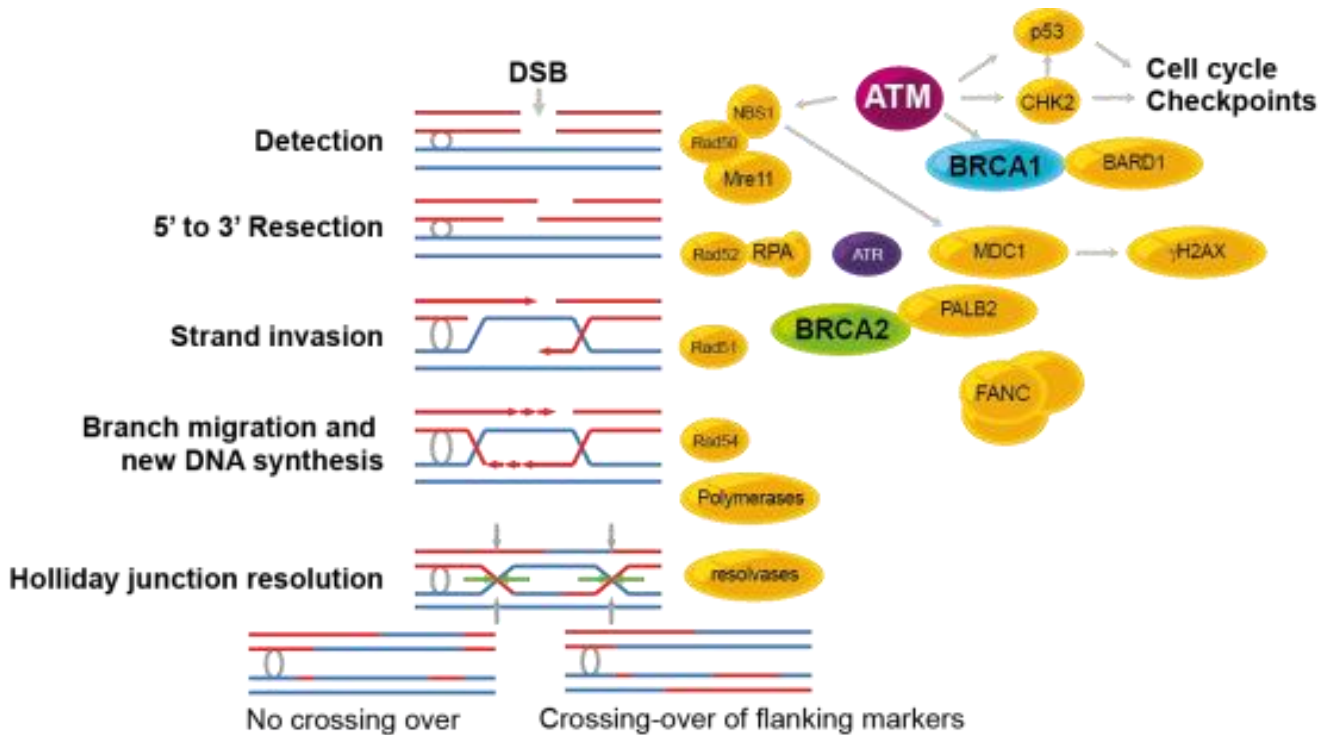 DSB
Detection
5' to 3' Resection
Strand invasion
Branch migration and
new DNA synthesis
Holliday junction resolution
No crossing over
Crossing-over of flanking markers
NBS1
Rad50
Mre11
ATM
p53
CHK2
Cell cycle
Checkpoints
BRCA1
BARD1
Rad52
RPA
ATR
MDC1
γH2AX
BRCA2
PALB2
Rad51
FANC
Rad54
Polymerases
resolvases